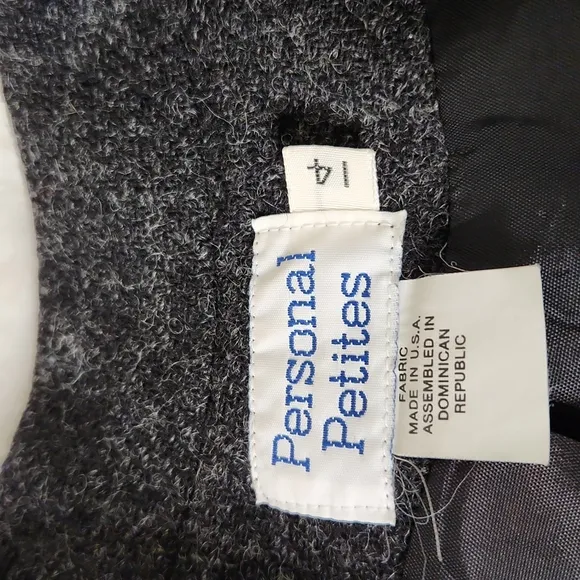 14
Personal
Petites
FABRIC
MADE IN U.S.A.
ASSEMBLED IN
DOMINICAN
REPUBLIC